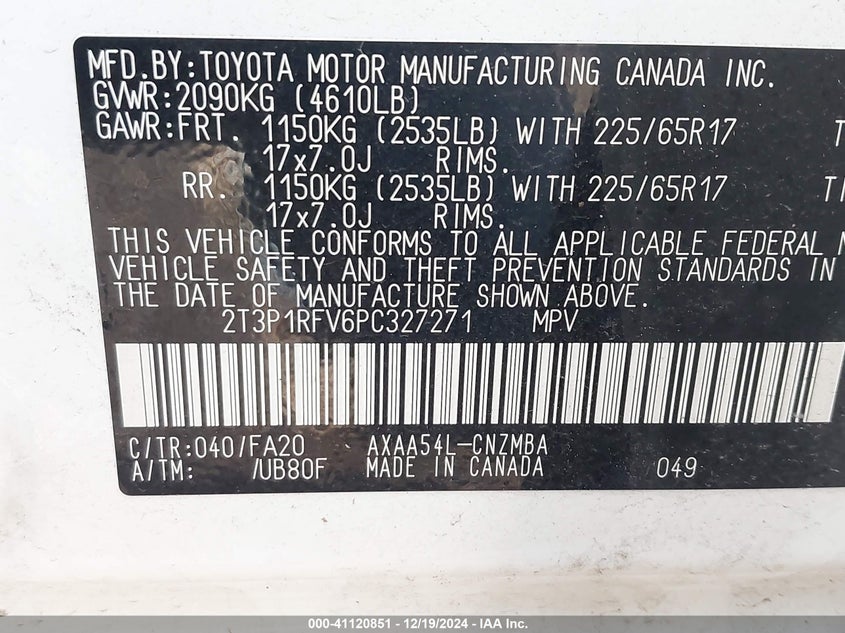 MFD.BY:TOYOTA MOTOR MANUFACTURING CANADA INC.
GVWR:2090KG (4610LB)
GAWR:FRT. 1150KG (2535LB) WITH 225/65R17
17x7.0J RIMS.
RR. 1150KG (2535LB) WITH 225/65R17
17x7.0J RIMS.
THIS VEHICLE CONFORMS TO ALL APPLICABLE FEDERAL
VEHICLE SAFETY AND THEFT PREVENTION STANDARDS IN
THE DATE OF MANUFACTURE SHOWN ABOVE.
2T3P1RFV6PC327271 MPV
C/TR:040/FA20 AXAA54L-CNZMBA
A/TM: /UB80F MADE IN CANADA 049
000-41120851 - 12/19/2024 - IAA Inc.